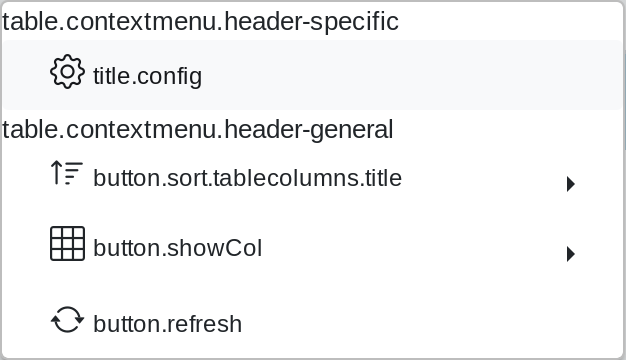 table.contextmenu.header-specific
title.config
table.contextmenu.header-general
button.sort.tablecolumns.title
button.showCol
button.refresh